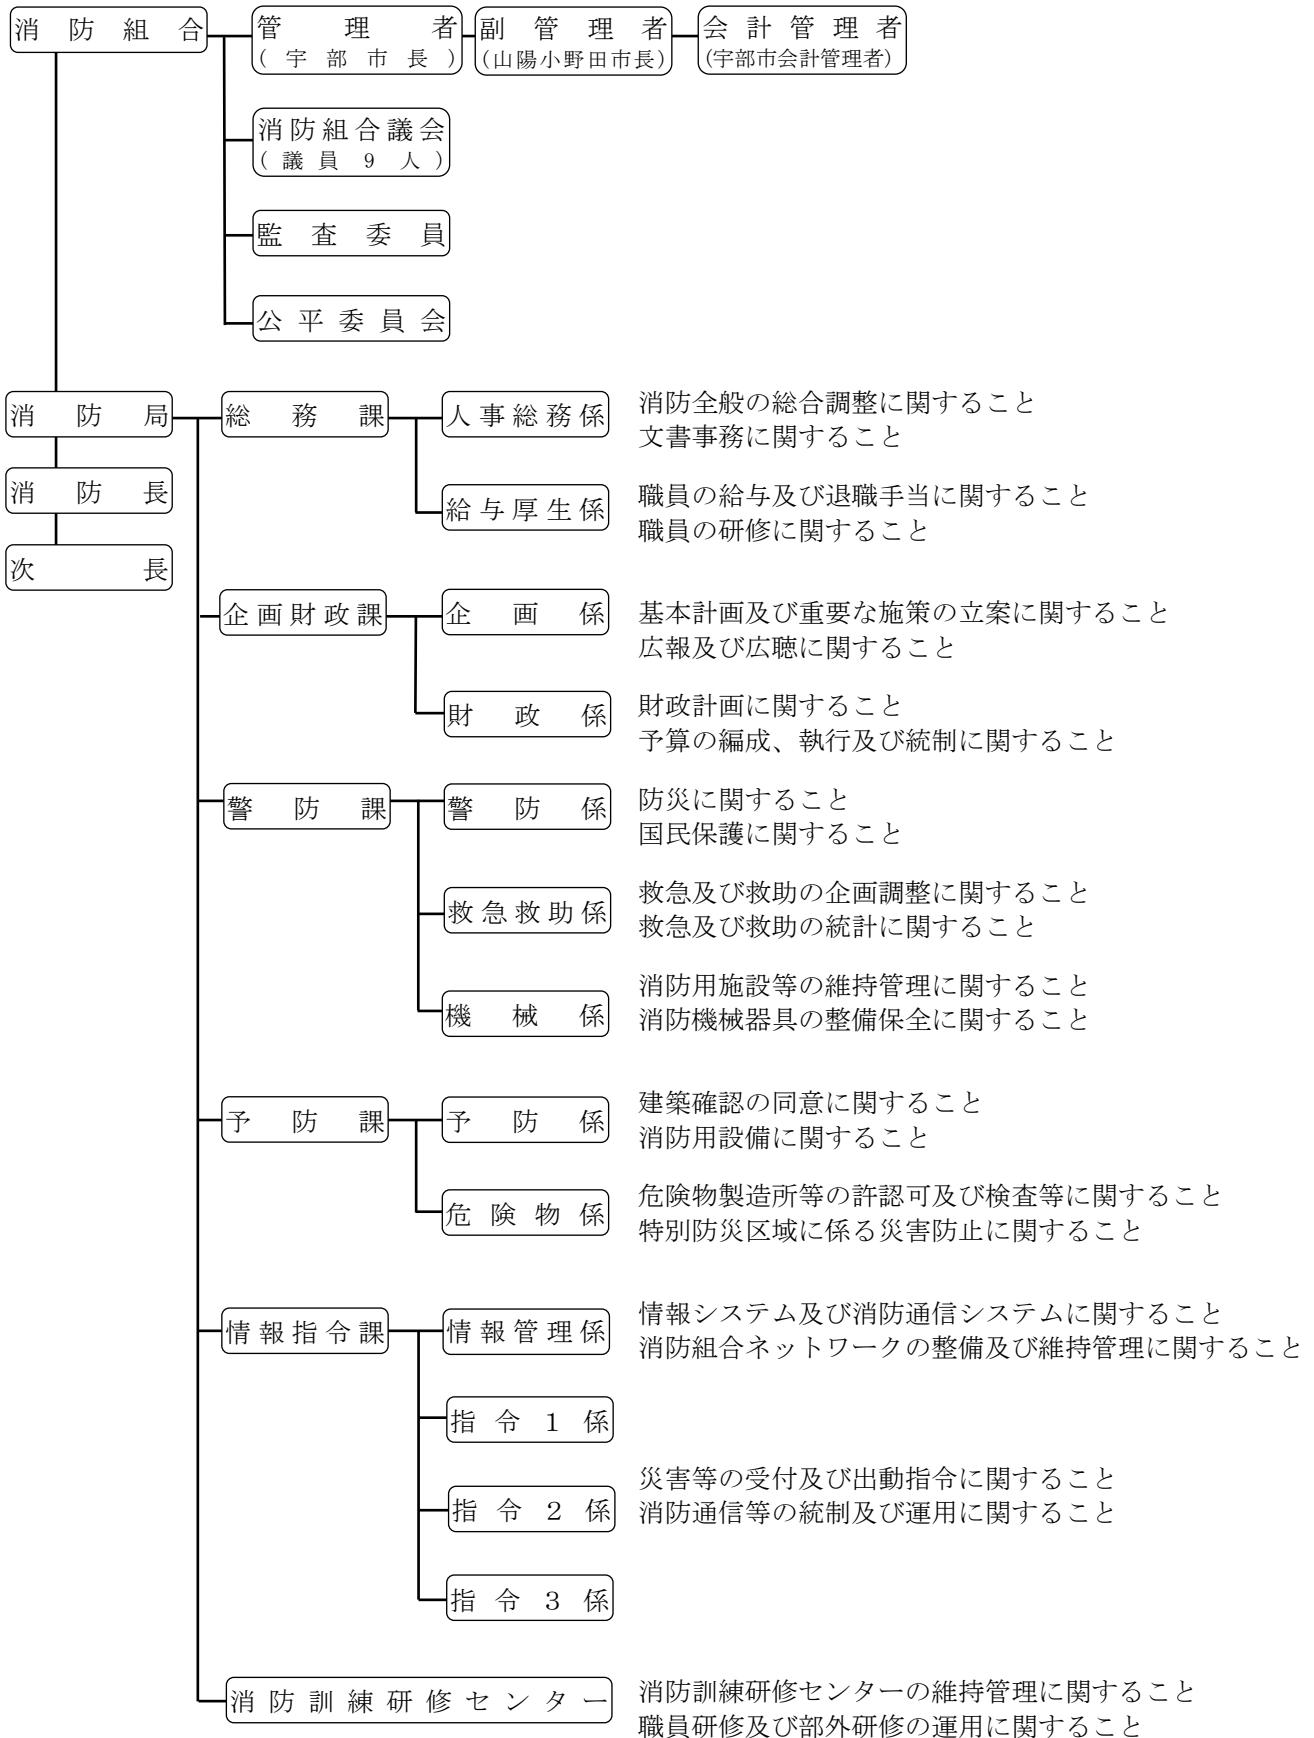 消防組合
管理者
(宇部市長)
副管理者
(山陽小野田市長)
会計管理者
(宇部市会計管理者)
消防組合議会
(議員9人)
監査委員
公平委員会
消防局
消防長
次長
総務課
人事総務係
消防全般の総合調整に関すること
文書事務に関すること
給与厚生係
職員の給与及び退職手当に関すること
職員の研修に関すること
企画財政課
企画係
基本計画及び重要な施策の立案に関すること
広報及び広聴に関すること
財政係
財政計画に関すること
予算の編成、執行及び統制に関すること
警防課
警防係
防災に関すること
国民保護に関すること
救急救助係
救急及び救助の企画調整に関すること
救急及び救助の統計に関すること
機械係
消防用施設等の維持管理に関すること
消防機械器具の整備保全に関すること
予防課
予防係
建築確認の同意に関すること
消防用設備に関すること
危険物係
危険物製造所等の許認可及び検査等に関すること
特別防災区域に係る災害防止に関すること
情報指令課
情報管理係
情報システム及び消防通信システムに関すること
消防組合ネットワークの整備及び維持管理に関すること
指令1係
指令2係
災害等の受付及び出動指令に関すること
消防通信等の統制及び運用に関すること
指令3係
消防訓練研修センター
消防訓練研修センターの維持管理に関すること
職員研修及び部外研修の運用に関すること